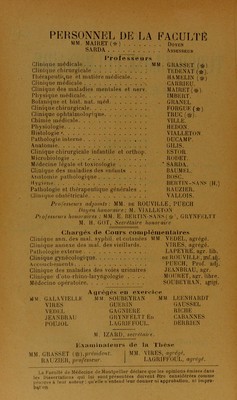 PERSONNEL DE LA FACULTÉ
MM. MAIRET (✻) Doyen
SARDA Assesseur
Professeurs
Clinique médicale MM. GRASSET (✻)
Clinique chirurgicale TEDENAT (✻)
Thérapeutique et matière médicale HAMELIN (✻)
Clinique médicale CARRIEU
Clinique des maladies mentales et nerv. MAIRET (✻)
Physique médicale IMBERT
Botanique et hist. nat. méd. GRANEL
Clinique chirurgicale FORGUE (✻)
Clinique ophtalmologique TRUC (✻)
Chimie médicale VILLE
Physiologie HEDON
Histologie VIALLETON
Pathologie interne DUCAMP
Anatomie GILIS
Clinique chirurgicale infantile et orthop. ESTOR
Microbiologie RODET
Médecine légale et toxicologie SARDA
Clinique des maladies des enfants BAUMEL
Anatomie pathologique BOSC
Hygiène BERTIN-SANS (H.)
Pathologie et thérapeutique générales RAUZIER
Clinique obstétricale VALLOIS
Professeurs adjoints : MM. DE ROUVILLE, PUECH
Doyen honoraire : M. VIALLETON
Professeurs honoraires : MM. E. BERTIN-SANS (✻), GRYNFELTT
M. H. GOT, Secrétaire honoraire
Chargés de Cours complémentaires
Clinique ann. des mal. syphil. et cutanées MM. VEDEL, agrégé
Clinique annexe des mal. des vieillards VIRES, agrégé
Pathologie externe LAPEYRE, agr. lib.
Clinique gynécologique DE ROUVILLE, prof. adj.
Accouchements PUECH, Prof. adj.
Clinique des maladies des voies urinaires JEANBRAU, agr.
Clinique d'oto-rhino-laryngologie MOURET, agr. libre
Médecine opératoire SOUBEYRAN, agrégé
Agrégés en exercice
MM. GALAVIELLE MM. SOUBEYRAN MM. LEENHARDT
VIRES GUERIN GAUSSEL
VEDEL GAGNIERE RICHE
JEANBRAU GRYNFELTT Ed. CABANNES
POUJOL LAGRIFFOUL DERRIEN
M. IZARD, secrétaire
Examinateurs de la Thèse
MM. GRASSET (✻), président. MM. VIRES, agrégé.
RAUZIER, professeur. LAGRIFFOUL, agrégé.
La Faculté de Médecine de Montpellier déclare que les opinions émises dans
les Dissertations qui lui sont présentées doivent être considérées comme
propres à leur auteur ; qu'elle n'entend leur donner ni approbation, ni impro-
bation.